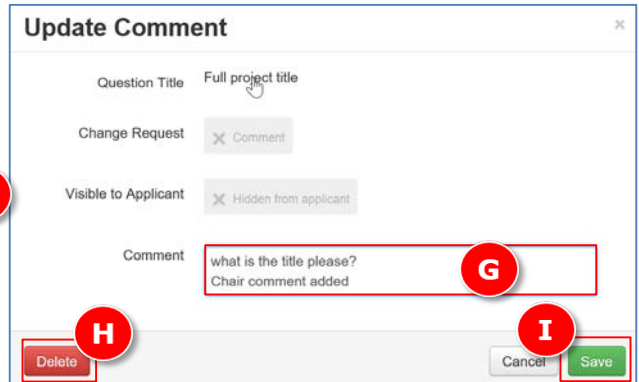 Update Comment ×
Question Title Full project title
Change Request × Comment
Visible to Applicant × Hidden from applicant
Comment what is the title please?
Chair comment added
G
H
I
Delete Cancel Save